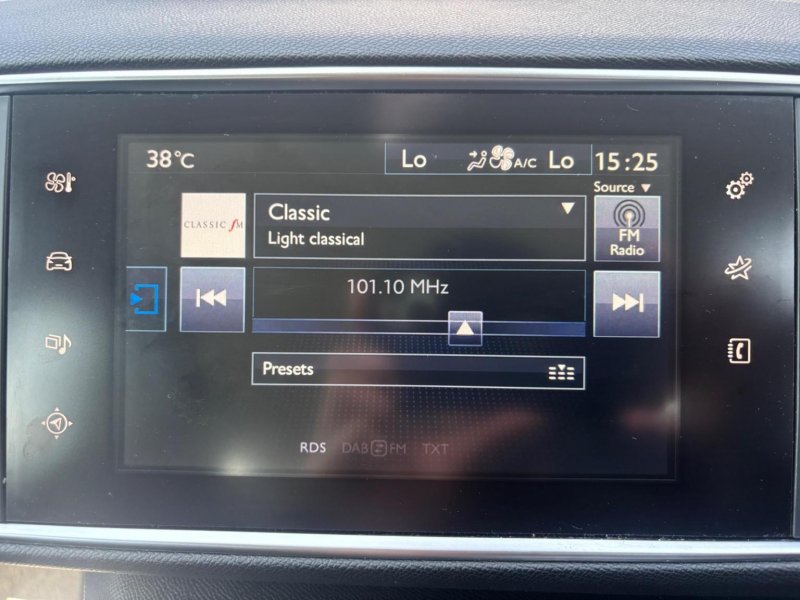 38°C
Lo A/C Lo 15:25
Source
CLASSIC fM
Classic
Light classical
FM
Radio
101.10 MHz
Presets
RDS DAB FM TXT